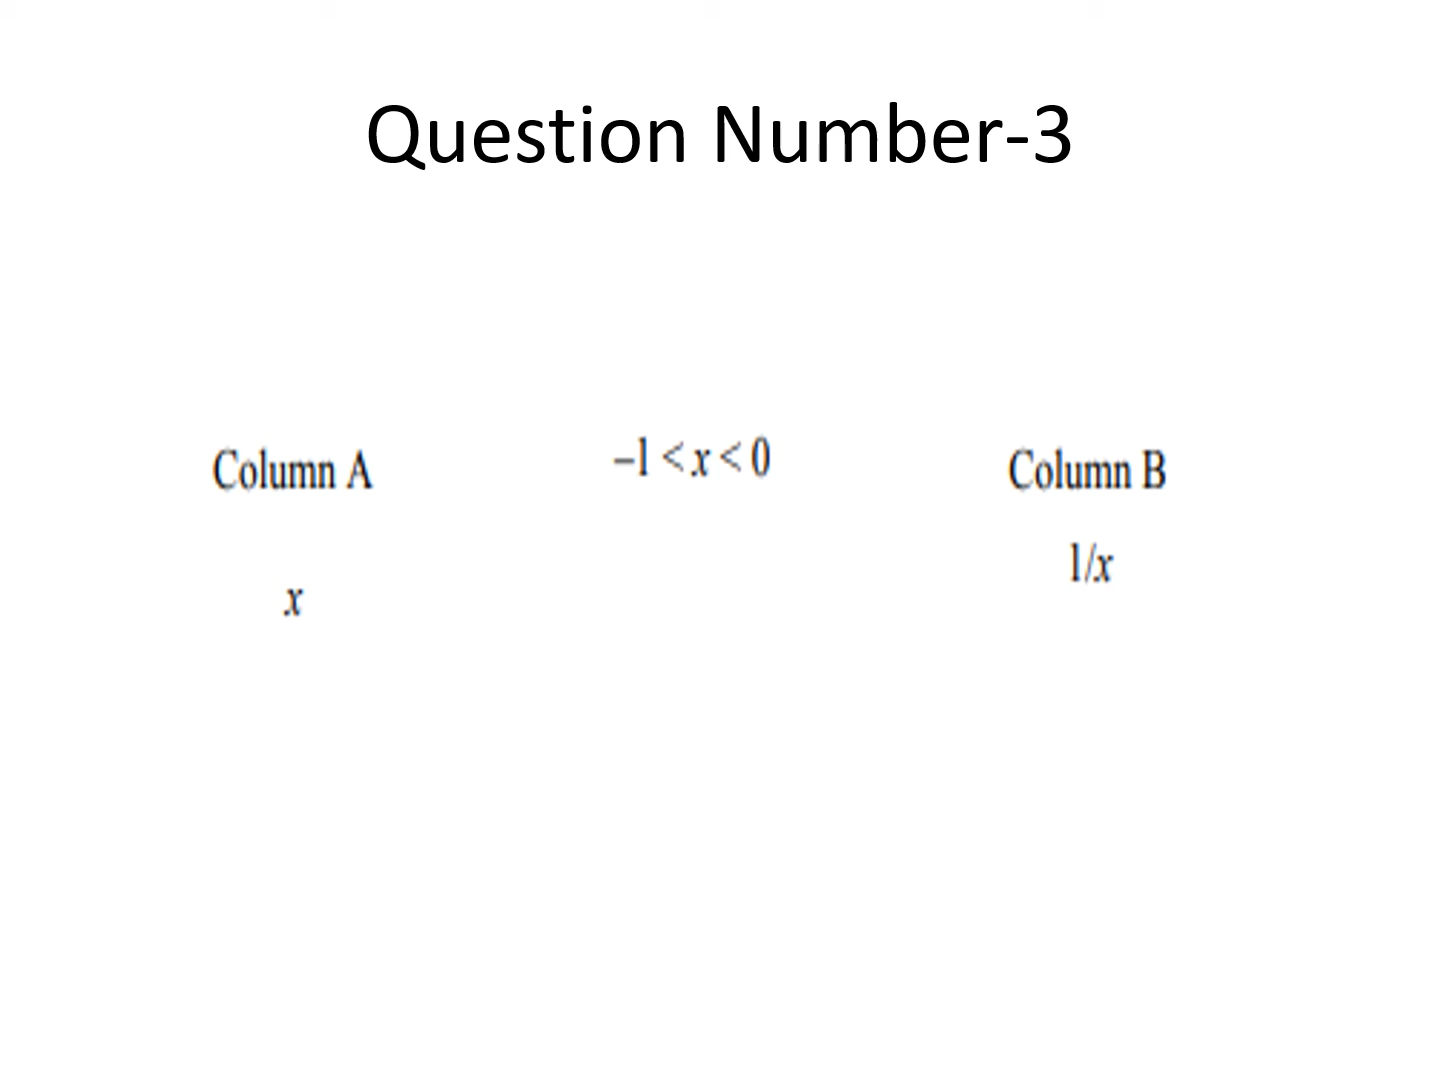 Question Number-3
Column A
–1 < x < 0
Column B
1/x
x